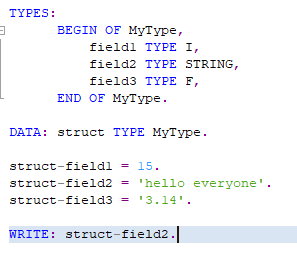 TYPES:
BEGIN OF MyType,
field1 TYPE I,
field2 TYPE STRING,
field3 TYPE F,
END OF MyType.
DATA: struct TYPE MyType.
struct-field1 = 15.
struct-field2 = 'hello everyone'.
struct-field3 = '3.14'.
WRITE: struct-field2.